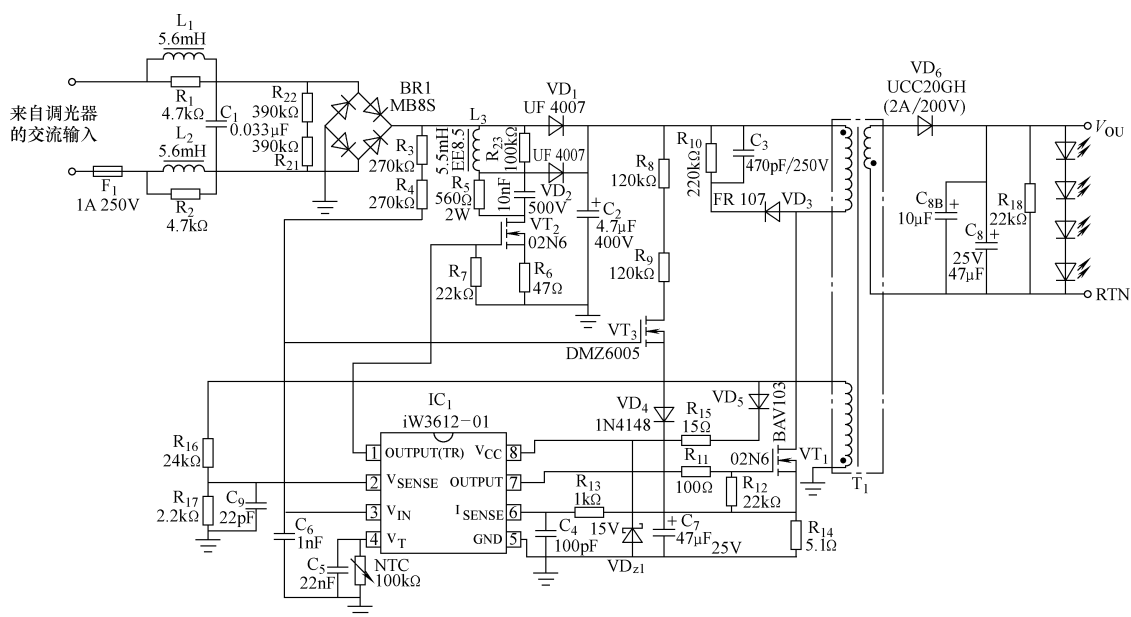 L₁
5.6mH
R₁
4.7kΩ
来自调光器
的交流输入
C₁
0.033μF
L₂
5.6mH
F₁
1A 250V
R₂
4.7kΩ
R₂₂
390kΩ
390kΩ
R₂₁
BR1
MB8S
R₃
270kΩ
R₄
270kΩ
L₃
5.5mH
EE8.5
R₂₃
100kΩ
VD₁
UF 4007
UF 4007
VD₂
R₅
560Ω
2W
10nF
500V
VT₂
02N6
C₂
4.7μF
400V
R₇
22kΩ
R₆
47Ω
R₈
120kΩ
R₉
120kΩ
R₁₀
220kΩ
C₃
470pF/250V
FR 107
VD₃
VT₃
DMZ6005
VD₆
UCC20GH
(2A/200V)
V_OU
C₈B
10μF
C₈
25V
47μF
R₁₈
22kΩ
RTN
IC₁
iW3612-01
1
OUTPUT(TR)
VCC
8
2
VSENSE
OUTPUT
7
3
VIN
ISENSE
6
4
VT
GND
5
R₁₆
24kΩ
R₁₇
2.2kΩ
C₉
22pF
C₆
1nF
C₅
22nF
NTC
100kΩ
VD₄
1N4148
R₁₅
15Ω
VD₅
BAV103
R₁₁
100Ω
02N6
VT₁
R₁₂
22kΩ
R₁₃
1kΩ
C₄
100pF
15V
VDz1
C₇
47μF
25V
R₁₄
5.1Ω
T₁